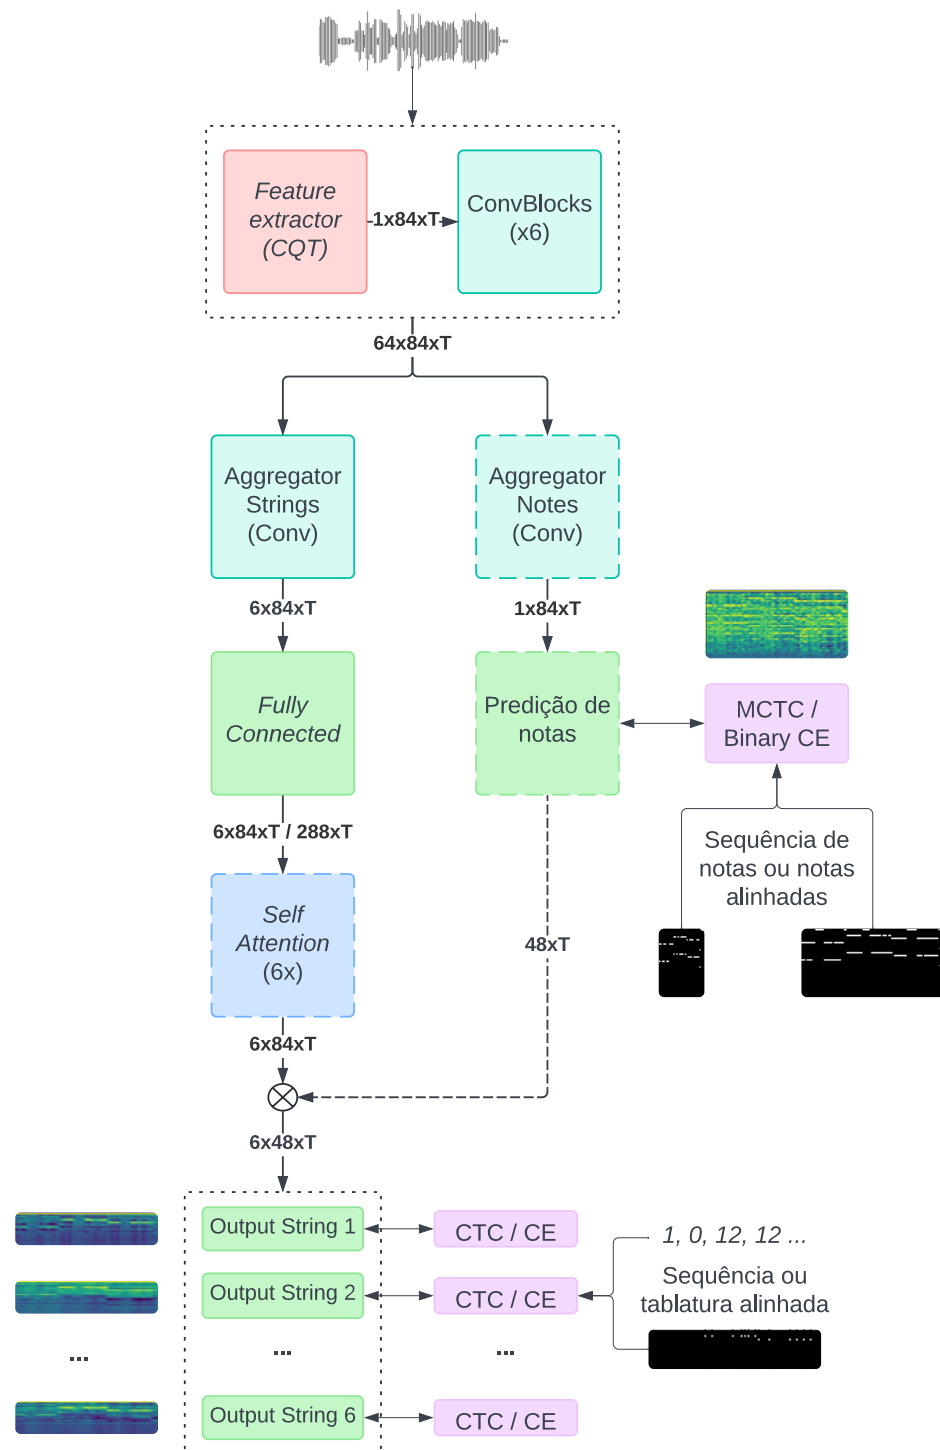 Feature
extractor
(CQT)
1x84xT
ConvBlocks
(x6)
64x84xT
Aggregator
Strings
(Conv)
Aggregator
Notes
(Conv)
6x84xT
1x84xT
Fully
Connected
Predição de
notas
MCTC /
Binary CE
6x84xT / 288xT
Sequência de
notas ou notas
alinhadas
Self
Attention
(6x)
48xT
6x84xT
6x48xT
Output String 1
CTC / CE
1, 0, 12, 12 ...
Output String 2
CTC / CE
Sequência ou
tablatura alinhada
...
...
...
Output String 6
CTC / CE